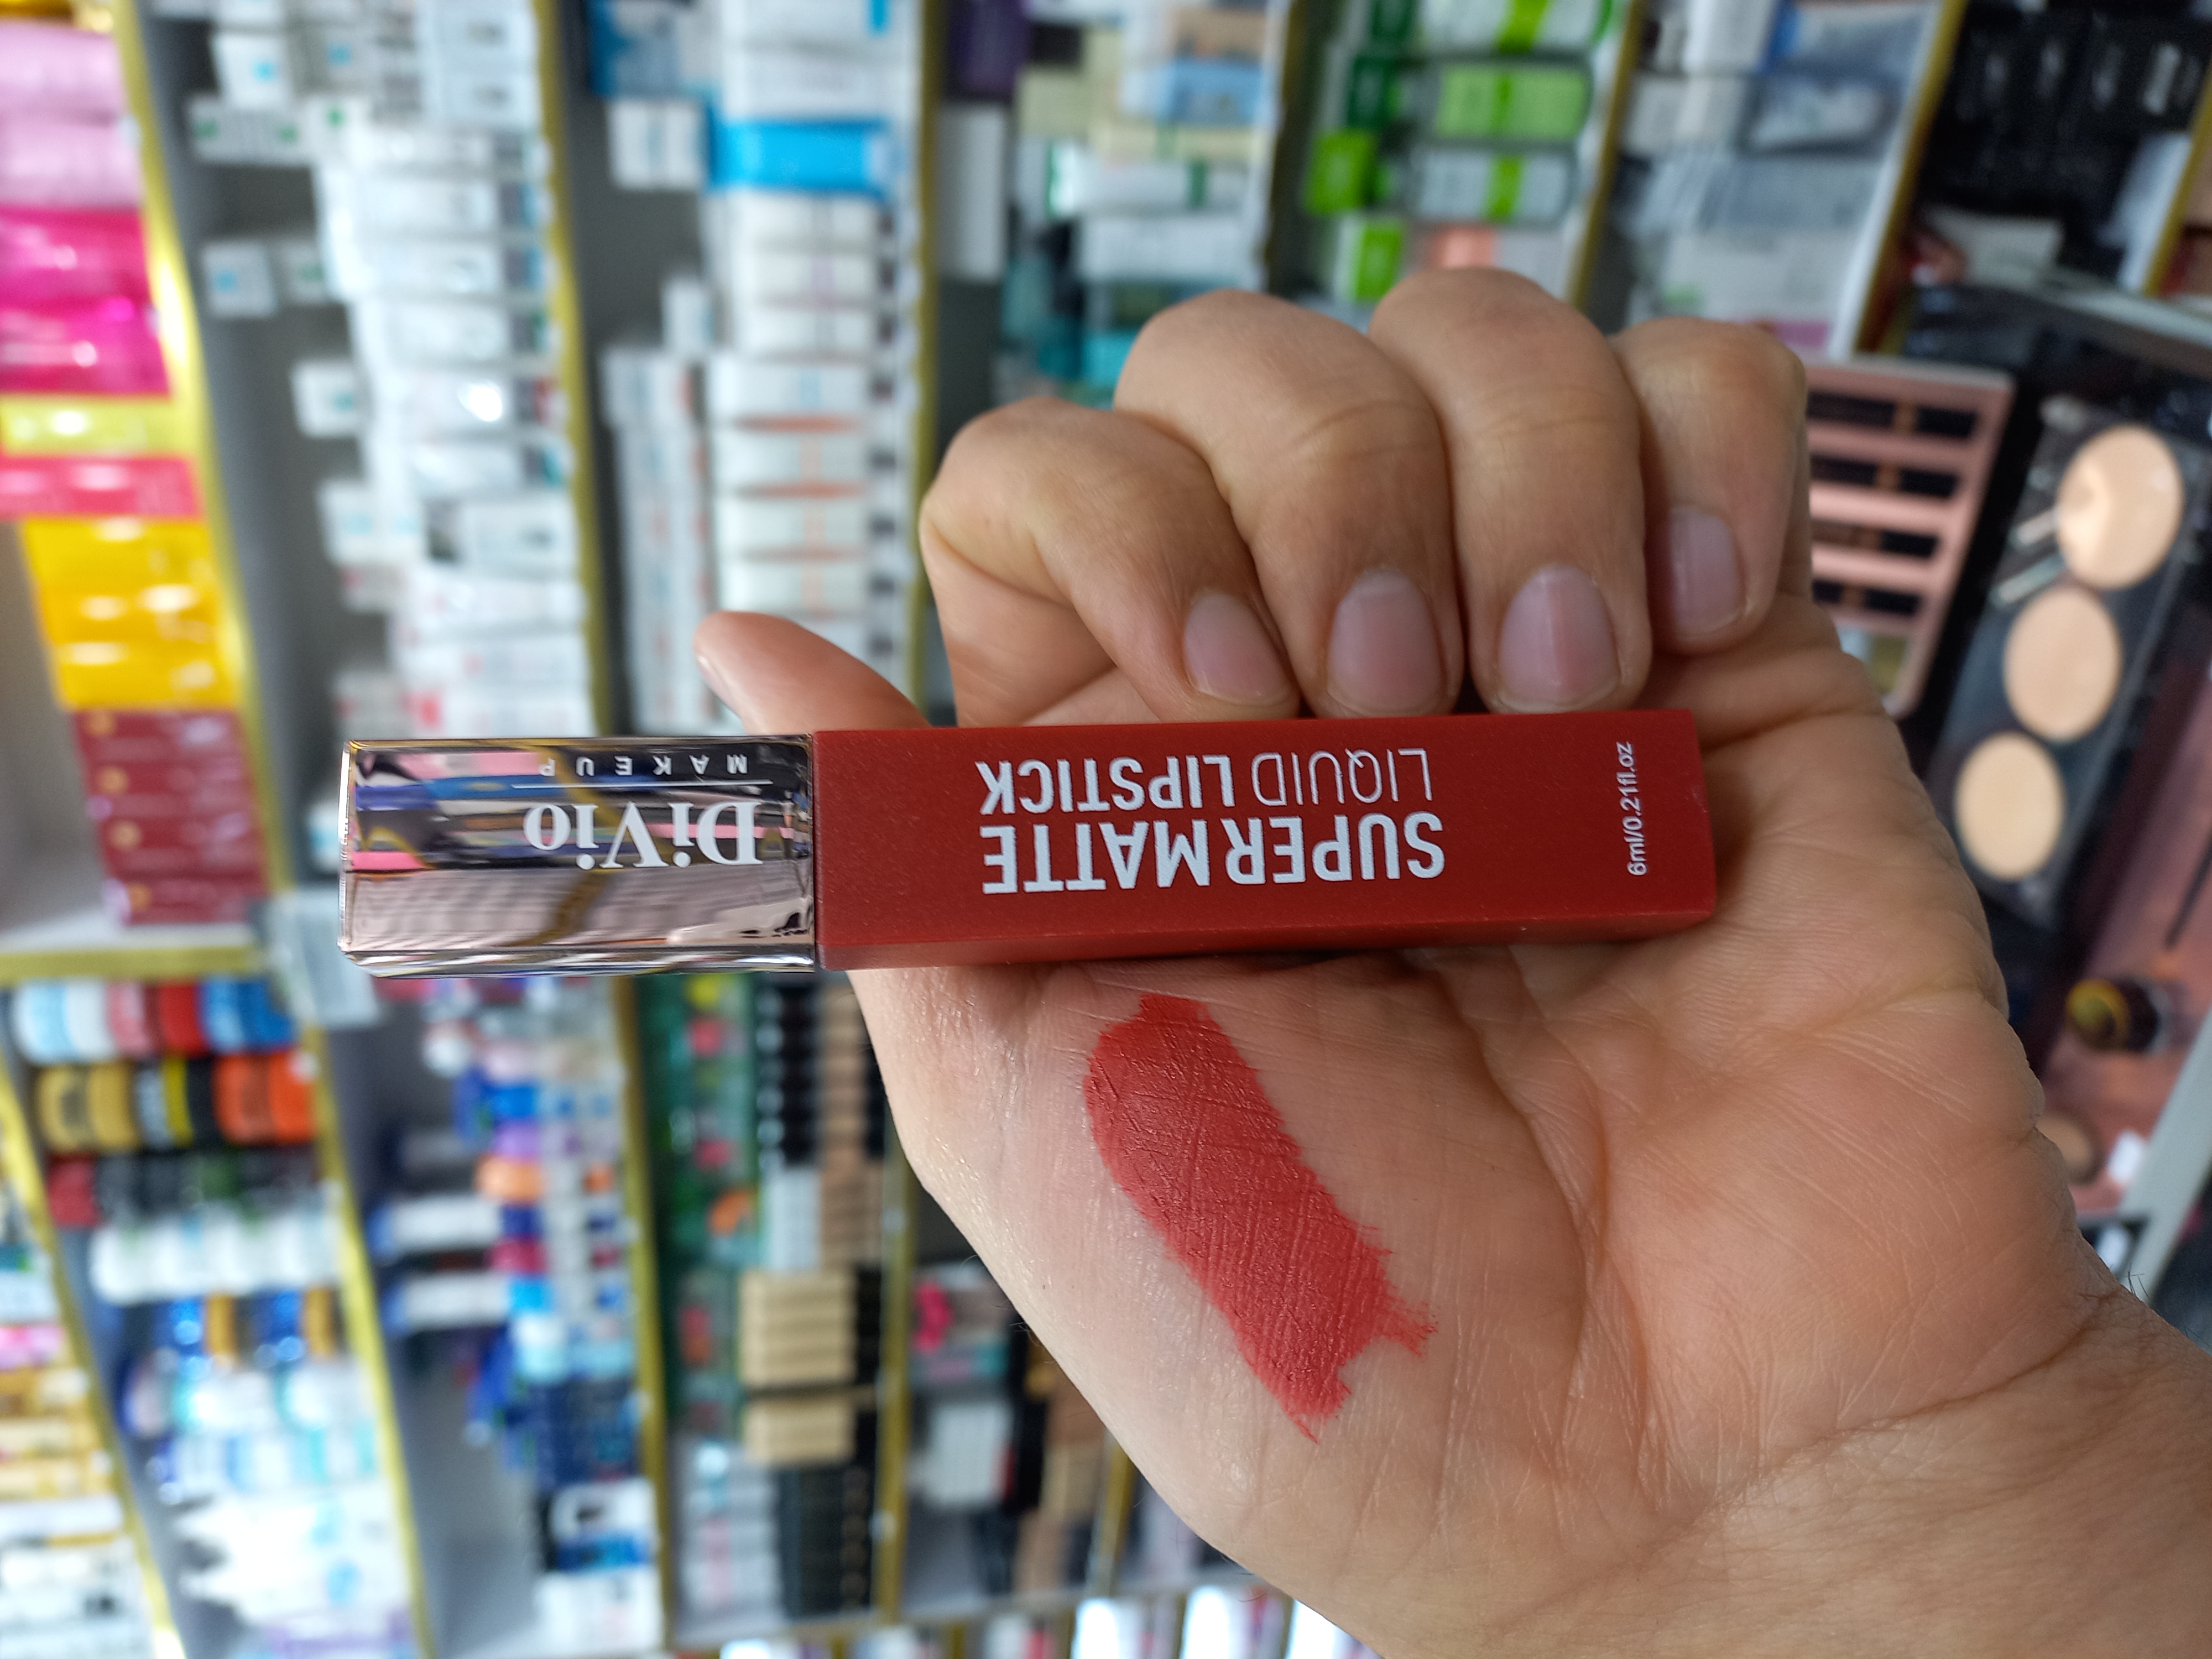 DiVio
MAKEUP
SUPER MATTE
LIQUID LIPSTICK
6ml/0.21fl.oz